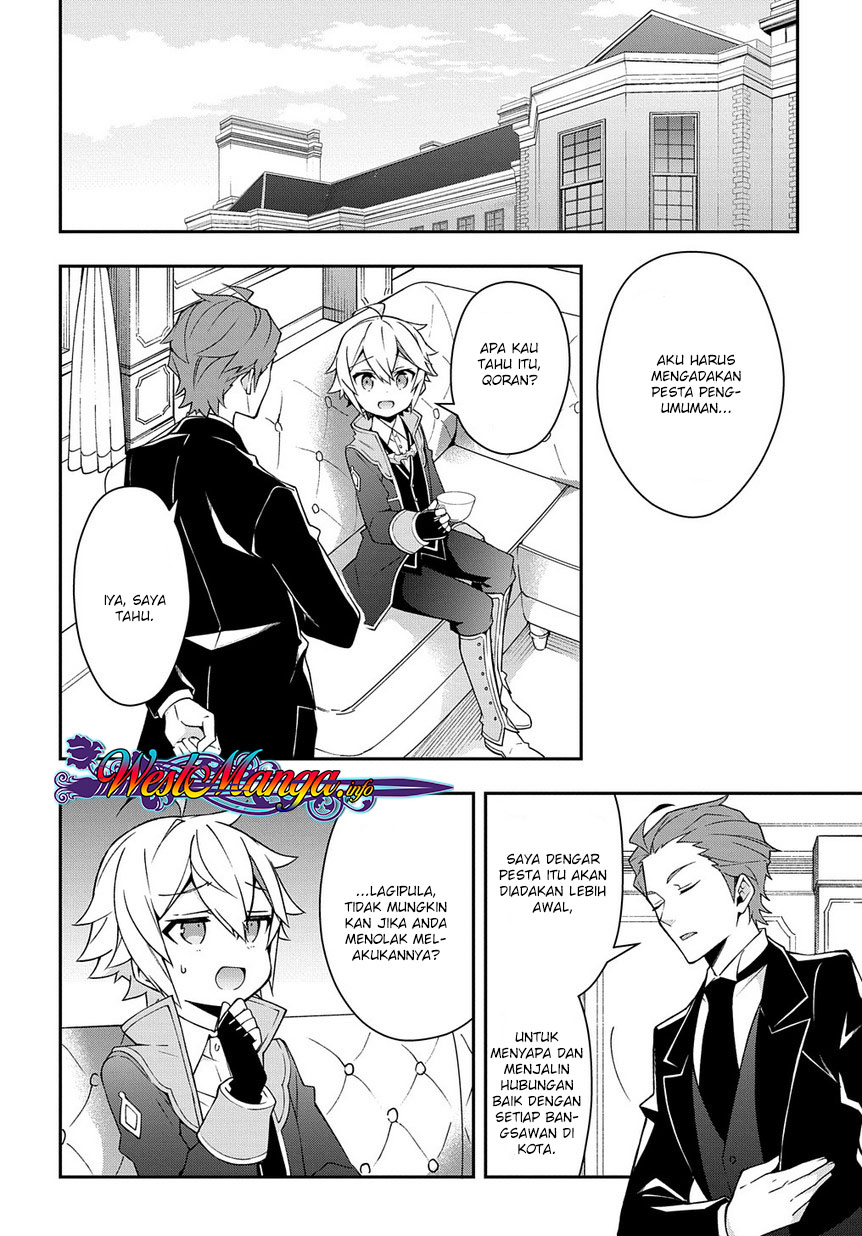 AKU HARUS
MENGADAKAN
PESTA PENG-
UMUMAN...
APA KAU
TAHU ITU,
QORAN?
IYA, SAYA
TAHU.
WestManga.info
SAYA DENGAR
PESTA ITU AKAN
DIADAKAN LEBIH
AWAL,
UNTUK
MENYAPA DAN
MENJALIN
HUBUNGAN
BAIK DENGAN
SETIAP BAN-
GSAWAN DI
KOTA.
...LAGIPULA,
TIDAK MUNGKIN
KAN JIKA ANDA
MENOLAK MEL-
AKUKANNYA?